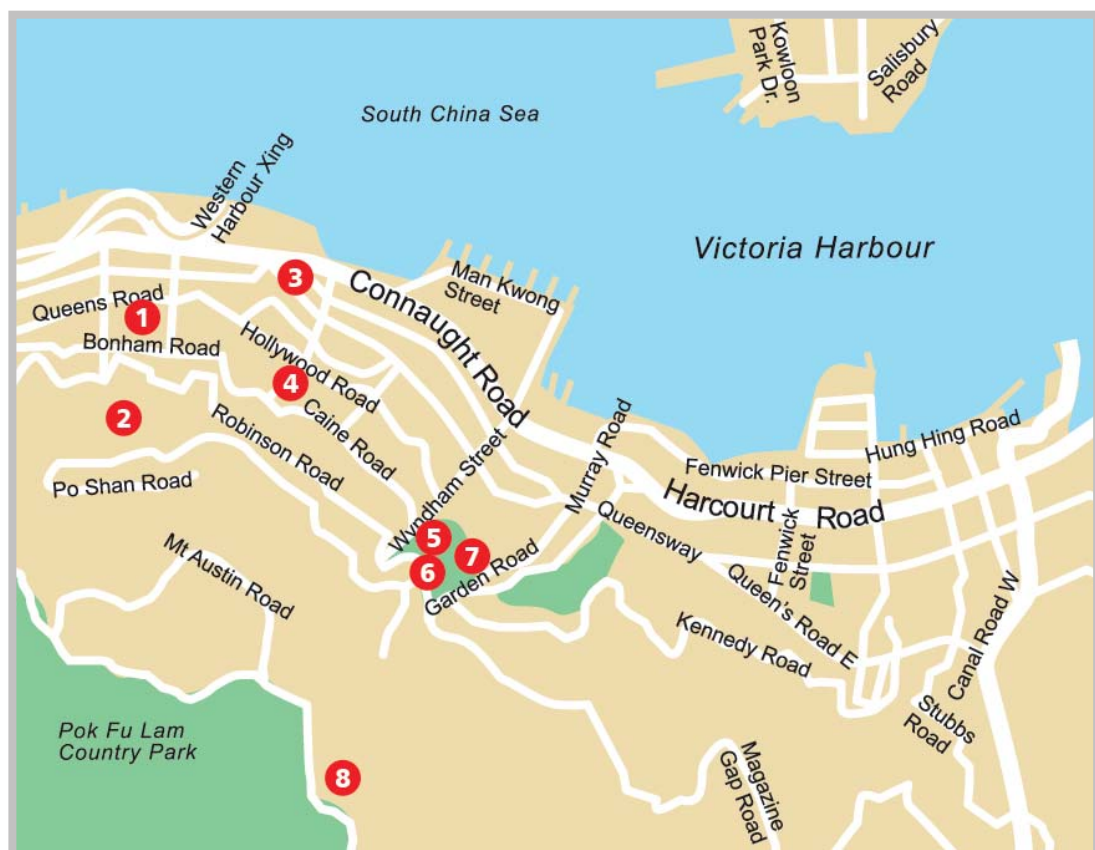 Kowloon
Park Dr.
Salisbury
Road
South China Sea
Western
Harbour Xing
Victoria Harbour
3
Man Kwong
Street
Connaught Road
Queens Road
1
Bonham Road
Hollywood Road
4
2
Caine Road
Robinson Road
Po Shan Road
Wyndham Street
Murray Road
Hung Hing Road
Fenwick Pier Street
Harcourt Road
Queensway
Fenwick
Street
5
7
6
Garden Road
Mt Austin Road
Queen's Road E
Kennedy Road
Canal Road W
Stubbs
Road
Pok Fu Lam
Country Park
8
Magazine
Gap Road